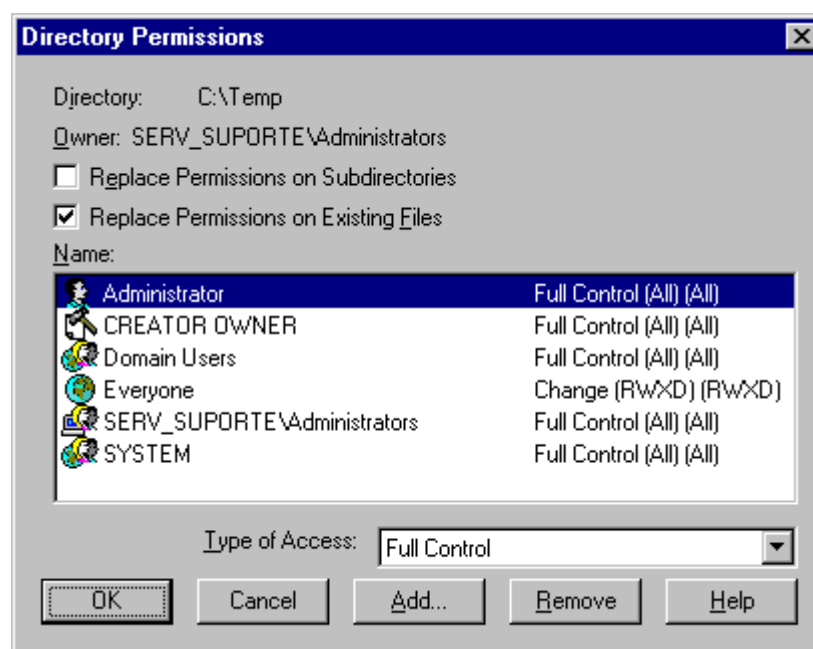 Directory Permissions
Directory: C:\Temp
Owner: SERV_SUPORTE\Administrators
Replace Permissions on Subdirectories
Replace Permissions on Existing Files
Name:
Administrator Full Control (All) (All)
CREATOR OWNER Full Control (All) (All)
Domain Users Full Control (All) (All)
Everyone Change (RWXD) (RWXD)
SERV_SUPORTE\Administrators Full Control (All) (All)
SYSTEM Full Control (All) (All)
Type of Access: Full Control
OK Cancel Add... Remove Help